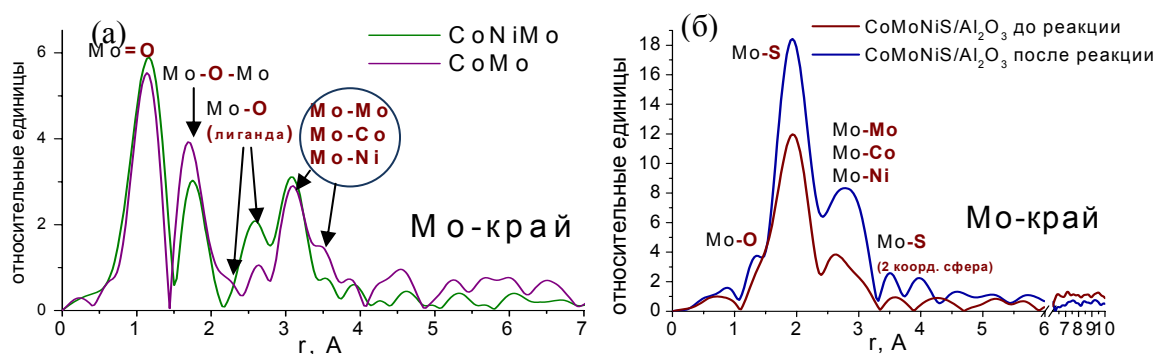 (а)
CoNiMo
CoMo
Mo=O
Mo-O-Mo
Mo-O
(лиганда)
Mo-Mo
Mo-Co
Mo-Ni
Мо-край
относительные единицы
0
2
4
6
0 1 2 3 4 5 6 7
r, A
(б)
CoMoNiS/Al₂O₃ до реакции
CoMoNiS/Al₂O₃ после реакции
Mo-S
Mo-Mo
Mo-Co
Mo-Ni
Mo-O
Mo-S
(2 коорд. сфера)
Мо-край
относительные единицы
18
16
14
12
10
8
6
4
2
0
0 1 2 3 4 5 6 7 8 9 10
r, A